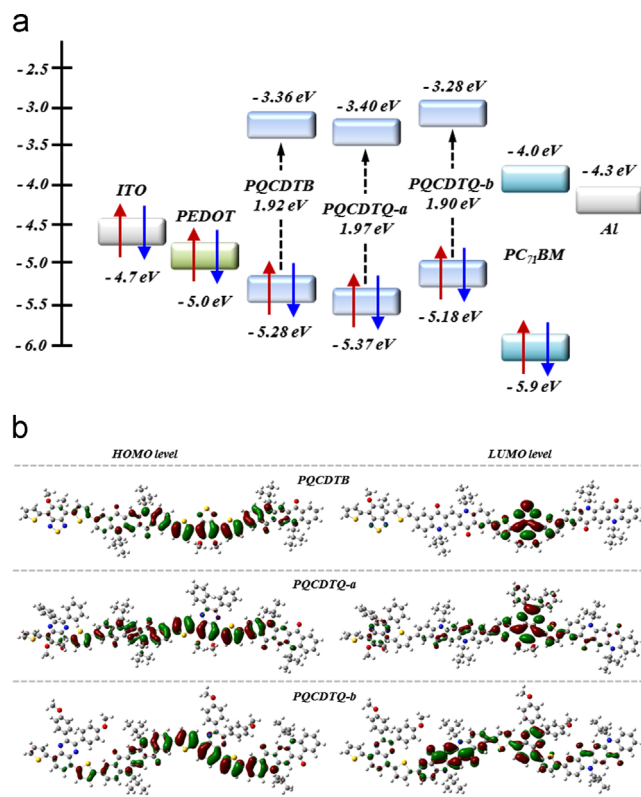 a
- 2.5
- 3.0
- 3.5
- 4.0
- 4.5
- 5.0
- 5.5
- 6.0
ITO
- 4.7 eV
PEDOT
- 5.0 eV
- 3.36 eV
PQCDTB
1.92 eV
- 5.28 eV
- 3.40 eV
PQCDTQ-a
1.97 eV
- 5.37 eV
- 3.28 eV
PQCDTQ-b
1.90 eV
- 5.18 eV
- 4.0 eV
PC₇₁BM
- 5.9 eV
- 4.3 eV
Al
b
HOMO level
LUMO level
PQCDTB
PQCDTQ-a
PQCDTQ-b